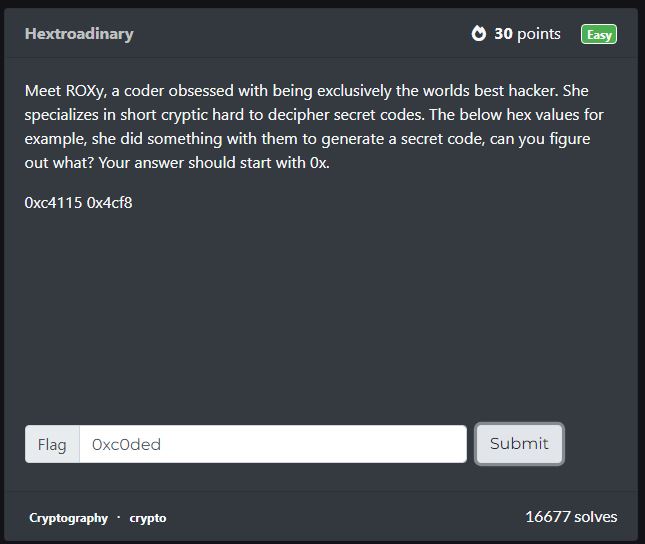 Hextroadinary
30 points
Easy
Meet ROXy, a coder obsessed with being exclusively the worlds best hacker. She
specializes in short cryptic hard to decipher secret codes. The below hex values for
example, she did something with them to generate a secret code, can you figure
out what? Your answer should start with 0x.
0xc4115 0x4cf8
Flag
0xc0ded
Submit
Cryptography · crypto
16677 solves